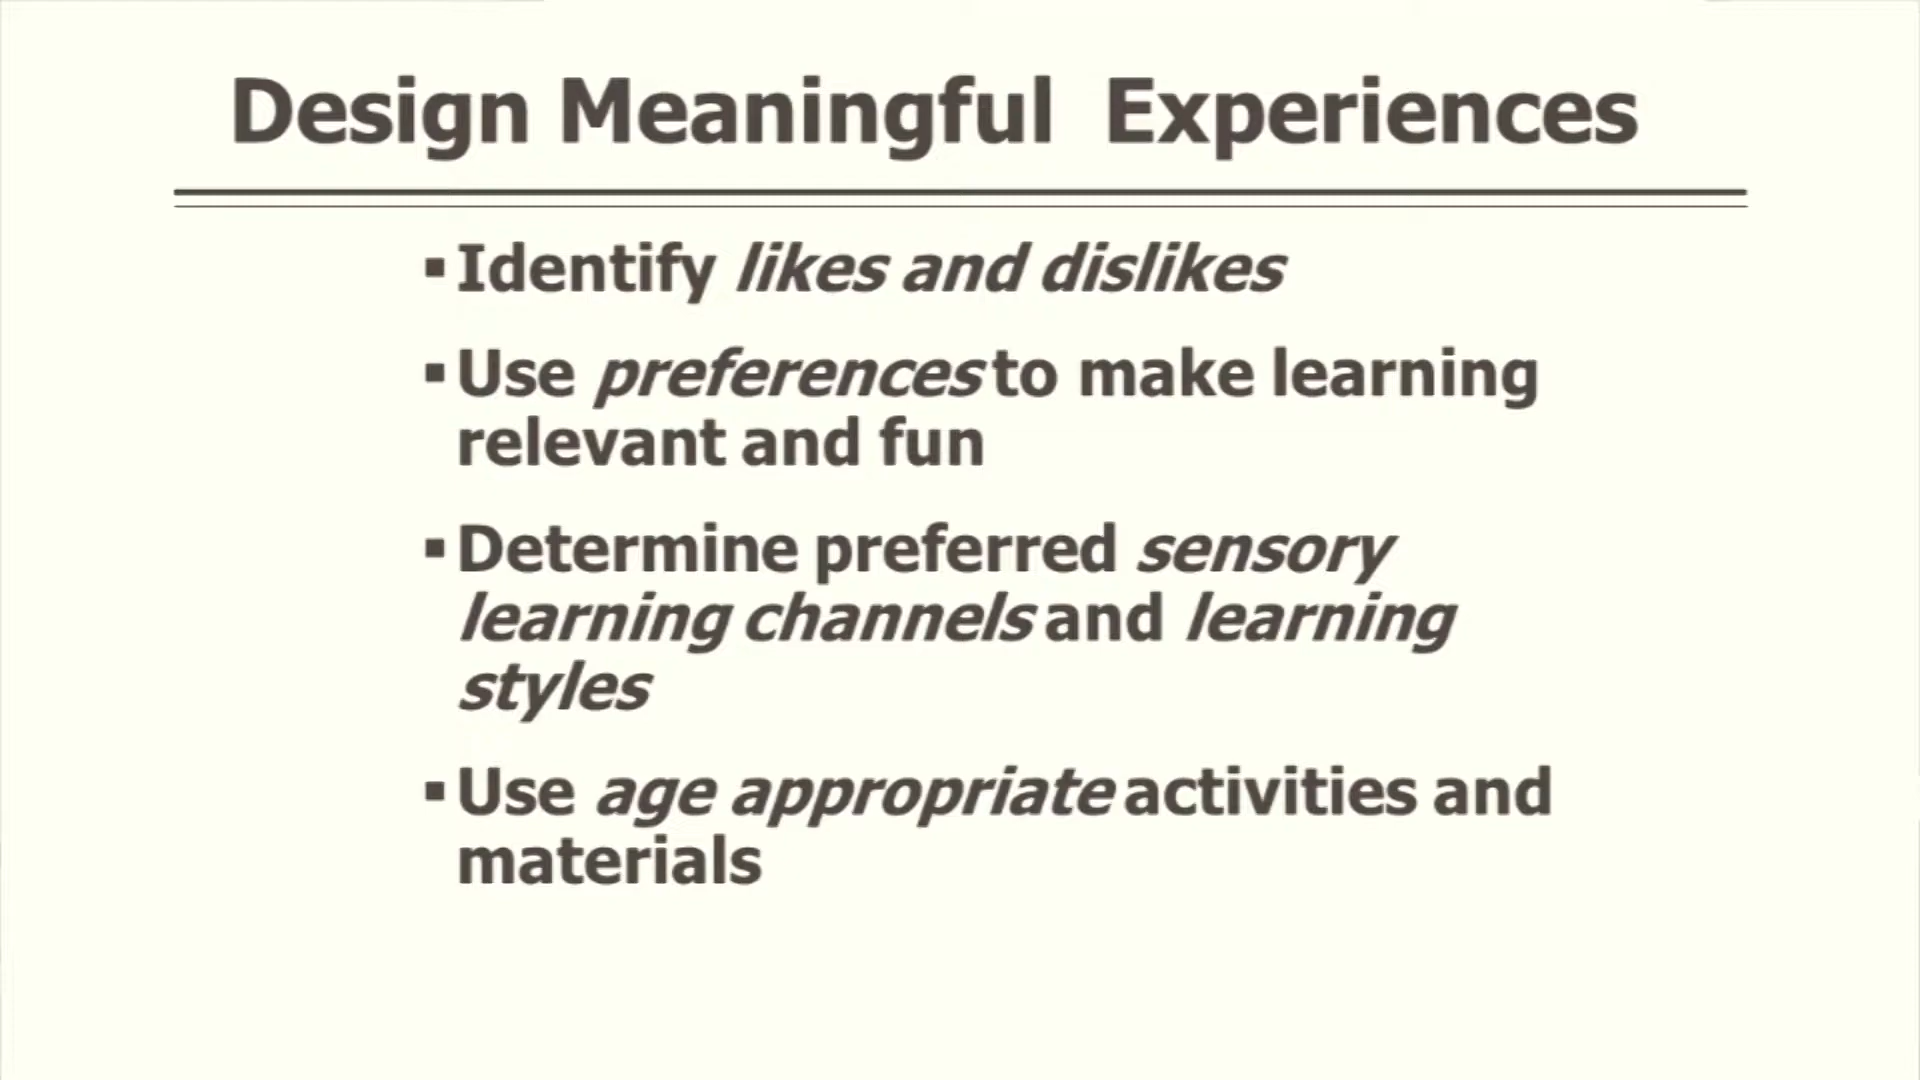 Design Meaningful Experiences
▪Identify likes and dislikes
▪Use preferences to make learning
relevant and fun
▪Determine preferred sensory
learning channels and learning
styles
▪Use age appropriate activities and
materials